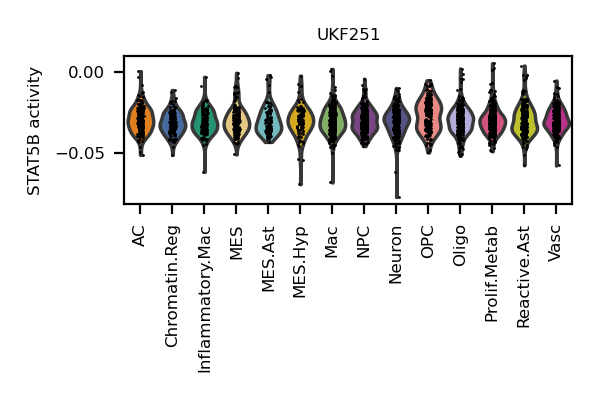 UKF251
STAT5B activity
0.00
−0.05
AC
Chromatin.Reg
Inflammatory.Mac
MES
MES.Ast
MES.Hyp
Mac
NPC
Neuron
OPC
Oligo
Prolif.Metab
Reactive.Ast
Vasc